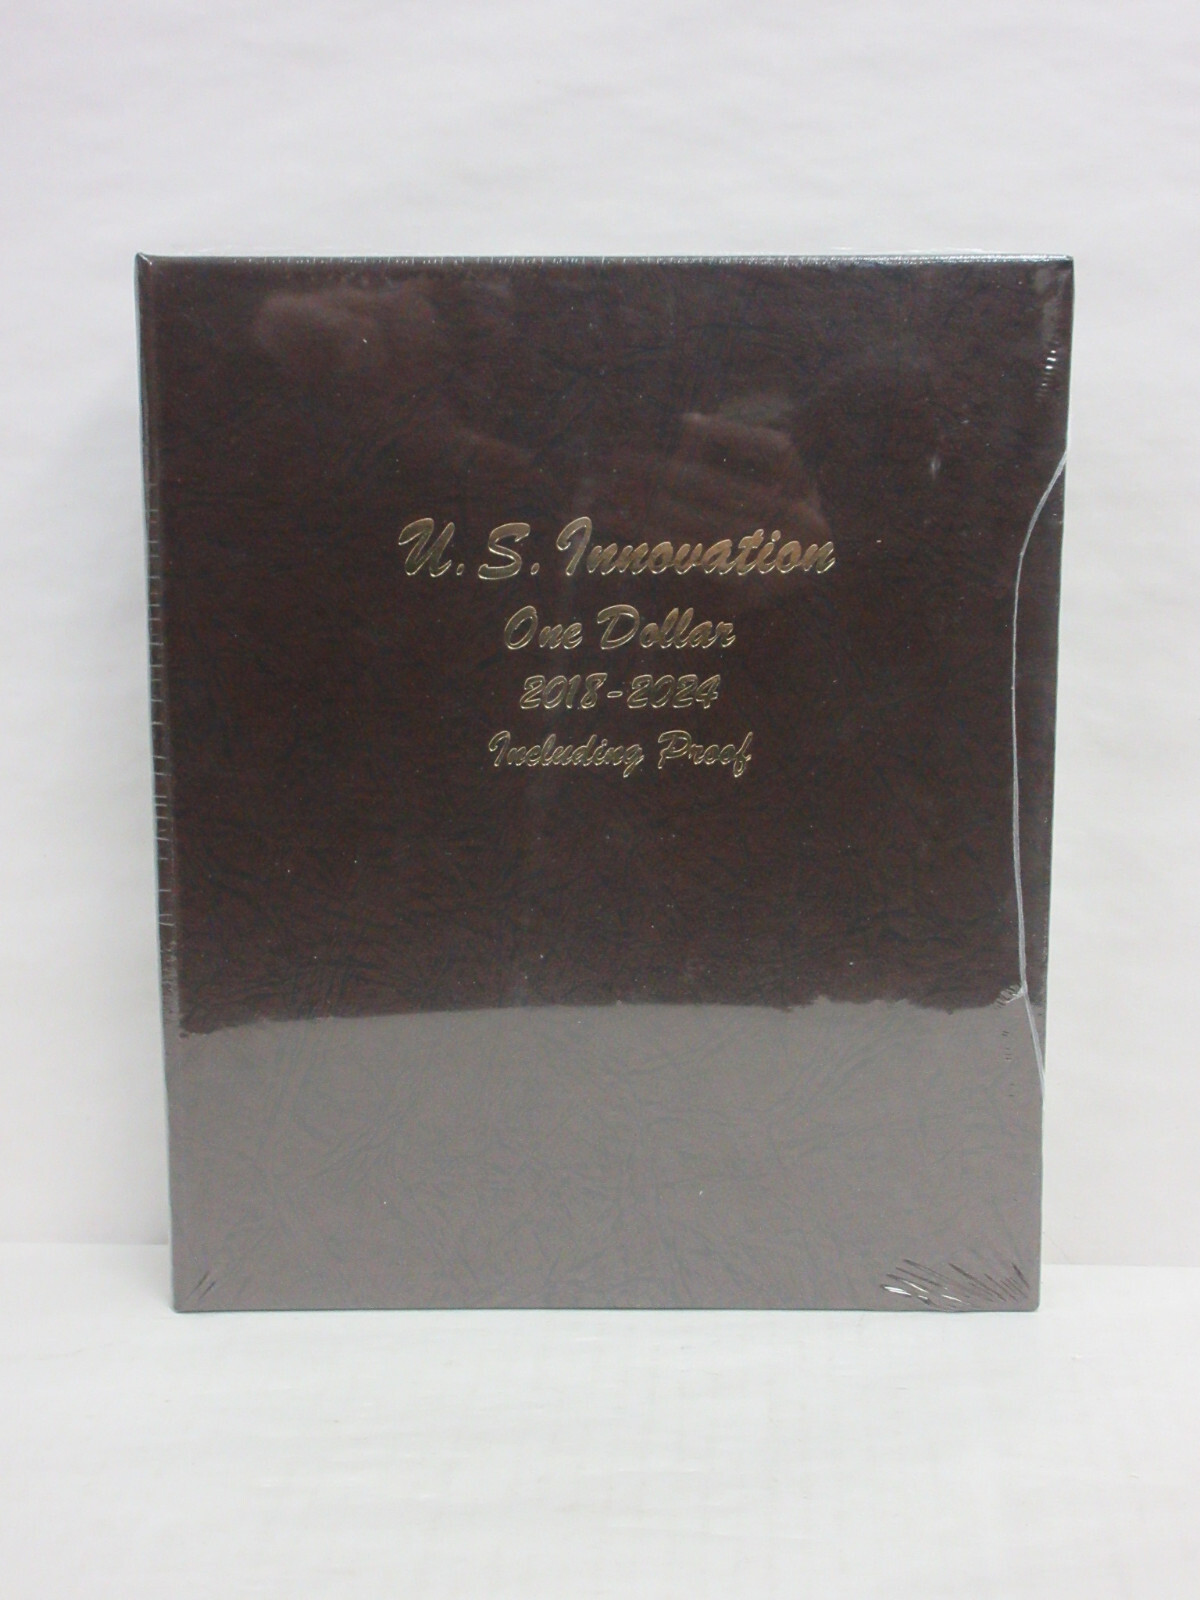 U.S. Innovation
One Dollar
2018-2024
Including Proof